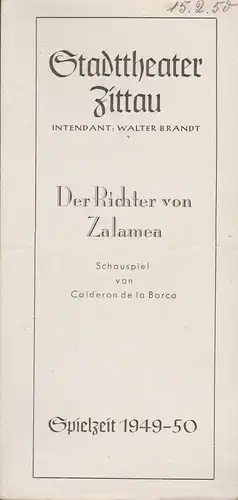 15.2.50
Stadttheater
Zittau
INTENDANT: WALTER BRANDT
Der Richter von
Zalamea
Schauspiel
von
Calderon de la Barca
Spielzeit 1949-50